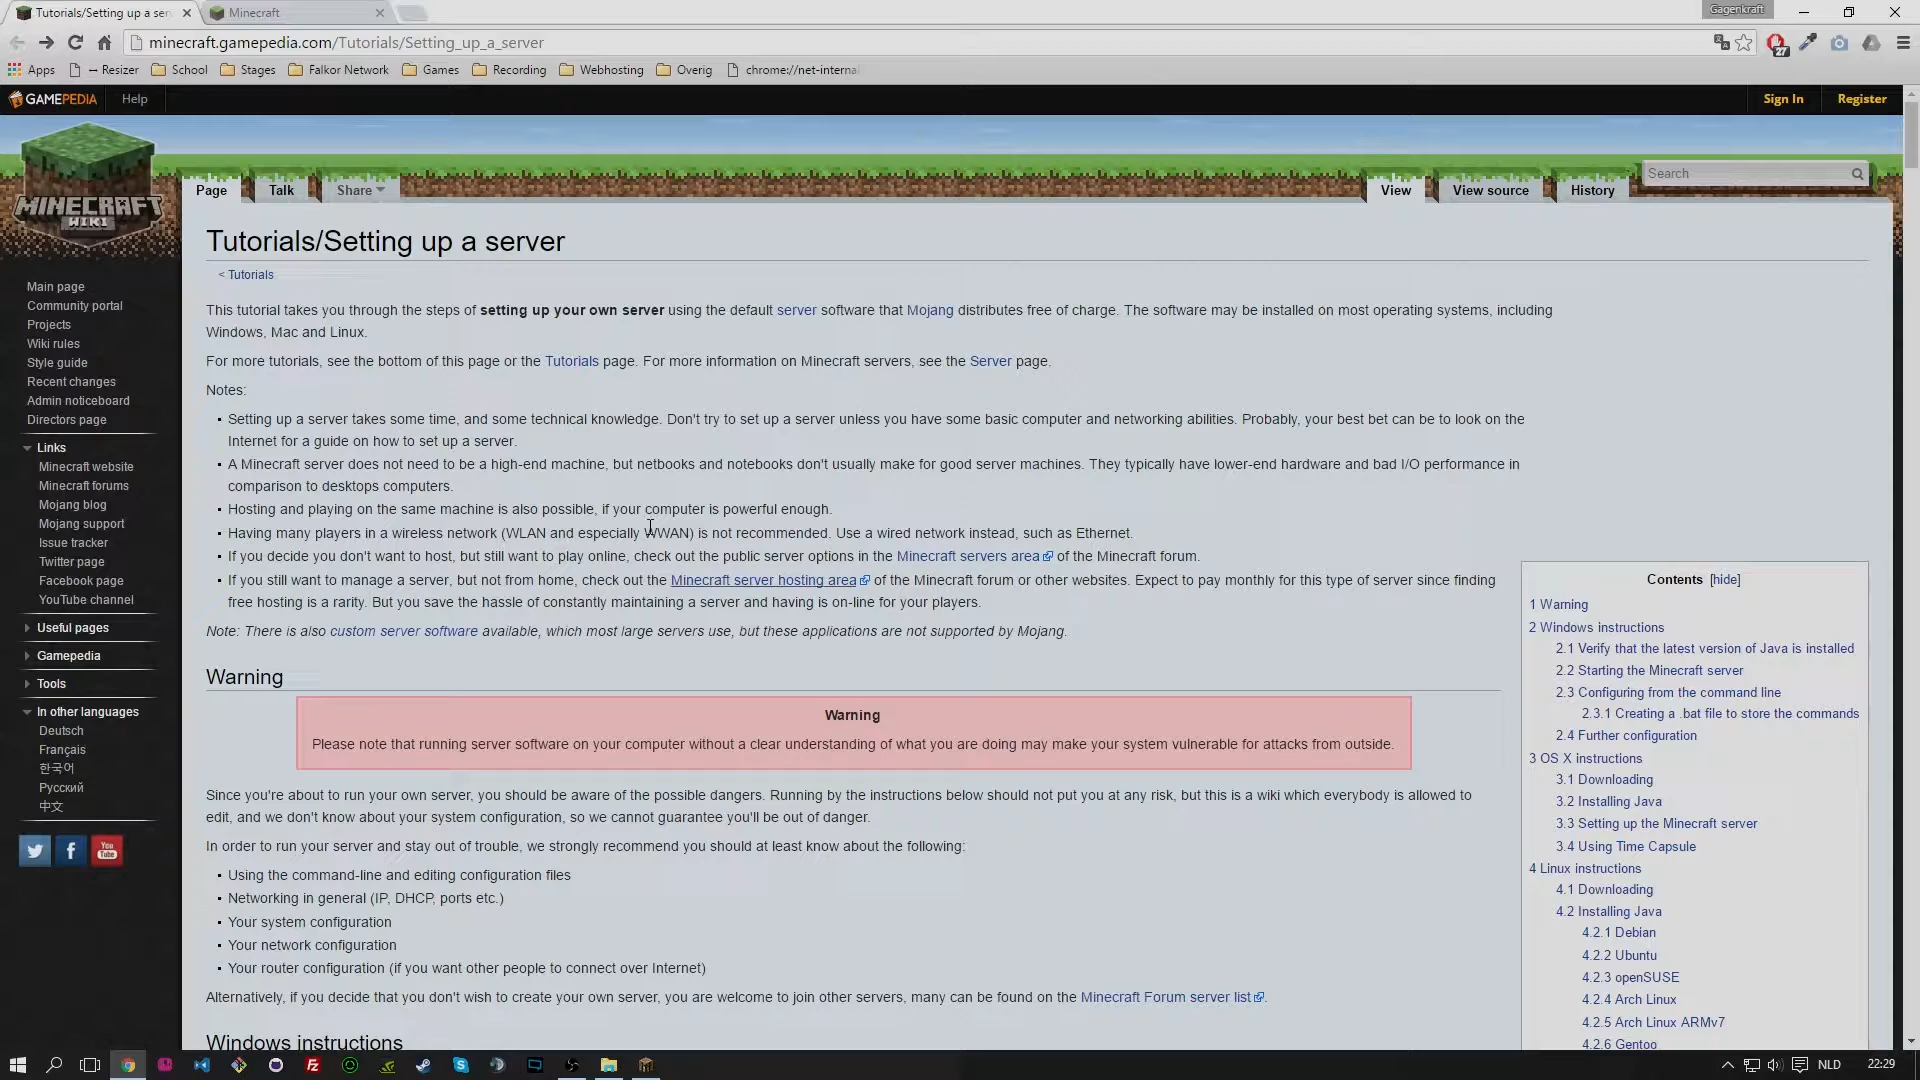 Tutorials/Setting up a ser
Minecraft
Gagenkraft
minecraft.gamepedia.com/Tutorials/Setting_up_a_server
27
Apps
-- Resizer
School
Stages
Falkor Network
Games
Recording
Webhosting
Overig
chrome://net-interna
GAMEPEDIA
Help
Sign In
Register
MINECRAFT
WIKI
Page
Talk
Share
View
View source
History
Search
Tutorials/Setting up a server
< Tutorials
This tutorial takes you through the steps of setting up your own server using the default server software that Mojang distributes free of charge. The software may be installed on most operating systems, including
Windows, Mac and Linux.
For more tutorials, see the bottom of this page or the Tutorials page. For more information on Minecraft servers, see the Server page.
Notes:
Setting up a server takes some time, and some technical knowledge. Don't try to set up a server unless you have some basic computer and networking abilities. Probably, your best bet can be to look on the
Internet for a guide on how to set up a server.
A Minecraft server does not need to be a high-end machine, but netbooks and notebooks don't usually make for good server machines. They typically have lower-end hardware and bad I/O performance in
comparison to desktops computers.
Hosting and playing on the same machine is also possible, if your computer is powerful enough.
Having many players in a wireless network (WLAN and especially WWAN) is not recommended. Use a wired network instead, such as Ethernet.
If you decide you don't want to host, but still want to play online, check out the public server options in the Minecraft servers area of the Minecraft forum.
If you still want to manage a server, but not from home, check out the Minecraft server hosting area of the Minecraft forum or other websites. Expect to pay monthly for this type of server since finding
free hosting is a rarity. But you save the hassle of constantly maintaining a server and having is on-line for your players.
Note: There is also custom server software available, which most large servers use, but these applications are not supported by Mojang.
Warning
Warning
Please note that running server software on your computer without a clear understanding of what you are doing may make your system vulnerable for attacks from outside.
Since you're about to run your own server, you should be aware of the possible dangers. Running by the instructions below should not put you at any risk, but this is a wiki which everybody is allowed to
edit, and we don't know about your system configuration, so we cannot guarantee you'll be out of danger.
In order to run your server and stay out of trouble, we strongly recommend you should at least know about the following:
Using the command-line and editing configuration files
Networking in general (IP, DHCP, ports etc.)
Your system configuration
Your network configuration
Your router configuration (if you want other people to connect over Internet)
Alternatively, if you decide that you don't wish to create your own server, you are welcome to join other servers, many can be found on the Minecraft Forum server list.
Windows instructions
Main page
Community portal
Projects
Wiki rules
Style guide
Recent changes
Admin noticeboard
Directors page
Links
Minecraft website
Minecraft forums
Mojang blog
Mojang support
Issue tracker
Twitter page
Facebook page
YouTube channel
Useful pages
Gamepedia
Tools
In other languages
Deutsch
Français
한국어
Русский
中文
You Tube
Contents [hide]
1 Warning
2 Windows instructions
2.1 Verify that the latest version of Java is installed
2.2 Starting the Minecraft server
2.3 Configuring from the command line
2.3.1 Creating a .bat file to store the commands
2.4 Further configuration
3 OS X instructions
3.1 Downloading
3.2 Installing Java
3.3 Setting up the Minecraft server
3.4 Using Time Capsule
4 Linux instructions
4.1 Downloading
4.2 Installing Java
4.2.1 Debian
4.2.2 Ubuntu
4.2.3 openSUSE
4.2.4 Arch Linux
4.2.5 Arch Linux ARMv7
4.2.6 Gentoo
NLD
22:29